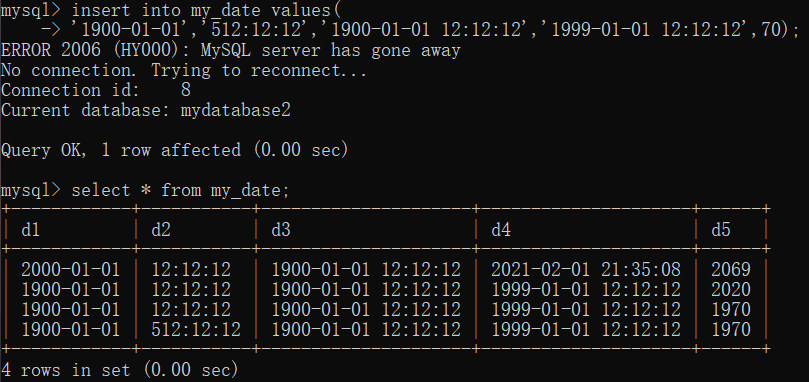 mysql> insert into my_date values(
    -> '1900-01-01','512:12:12','1900-01-01 12:12:12','1999-01-01 12:12:12',70);
ERROR 2006 (HY000): MySQL server has gone away
No connection. Trying to reconnect...
Connection id:    8
Current database: mydatabase2

Query OK, 1 row affected (0.00 sec)

mysql> select * from my_date;
+------------+-----------+---------------------+---------------------+------+
| d1         | d2        | d3                  | d4                  | d5   |
+------------+-----------+---------------------+---------------------+------+
| 2000-01-01 | 12:12:12  | 1900-01-01 12:12:12 | 2021-02-01 21:35:08 | 2069 |
| 1900-01-01 | 12:12:12  | 1900-01-01 12:12:12 | 1999-01-01 12:12:12 | 2020 |
| 1900-01-01 | 12:12:12  | 1900-01-01 12:12:12 | 1999-01-01 12:12:12 | 1970 |
| 1900-01-01 | 512:12:12 | 1900-01-01 12:12:12 | 1999-01-01 12:12:12 | 1970 |
+------------+-----------+---------------------+---------------------+------+
4 rows in set (0.00 sec)